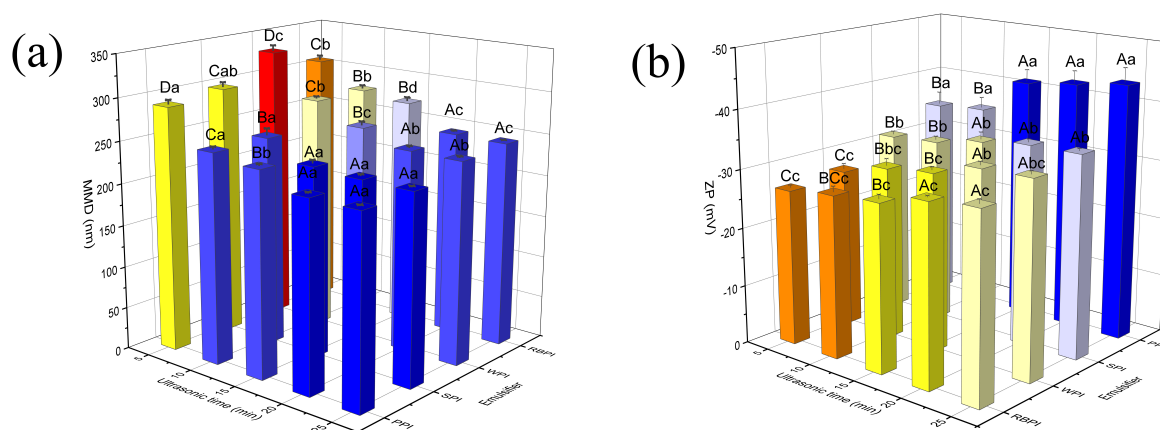 (a)
MMD (nm)
350
300
250
200
150
100
50
0
Da
Cab
Dc
Cb
Ca
Ba
Cb
Bb
Bd
Ac
Ac
Bb
Aa
Bc
Ab
Ab
Aa
Aa
Aa
Aa
5
10
15
20
25
Ultrasonic time (min)
PPI
SPI
WPI
RBPI
Emulsifier
(b)
ZP (mV)
-50
-40
-30
-20
-10
0
Aa
Aa
Aa
Ba
Ba
Bb
Bb
Ab
Ab
Ab
Cc
Bbc
Bc
Ab
Abc
Cc
BCc
Bc
Ac
Ac
5
10
15
20
25
Ultrasonic time (min)
RBPI
WPI
SPI
Emulsifier